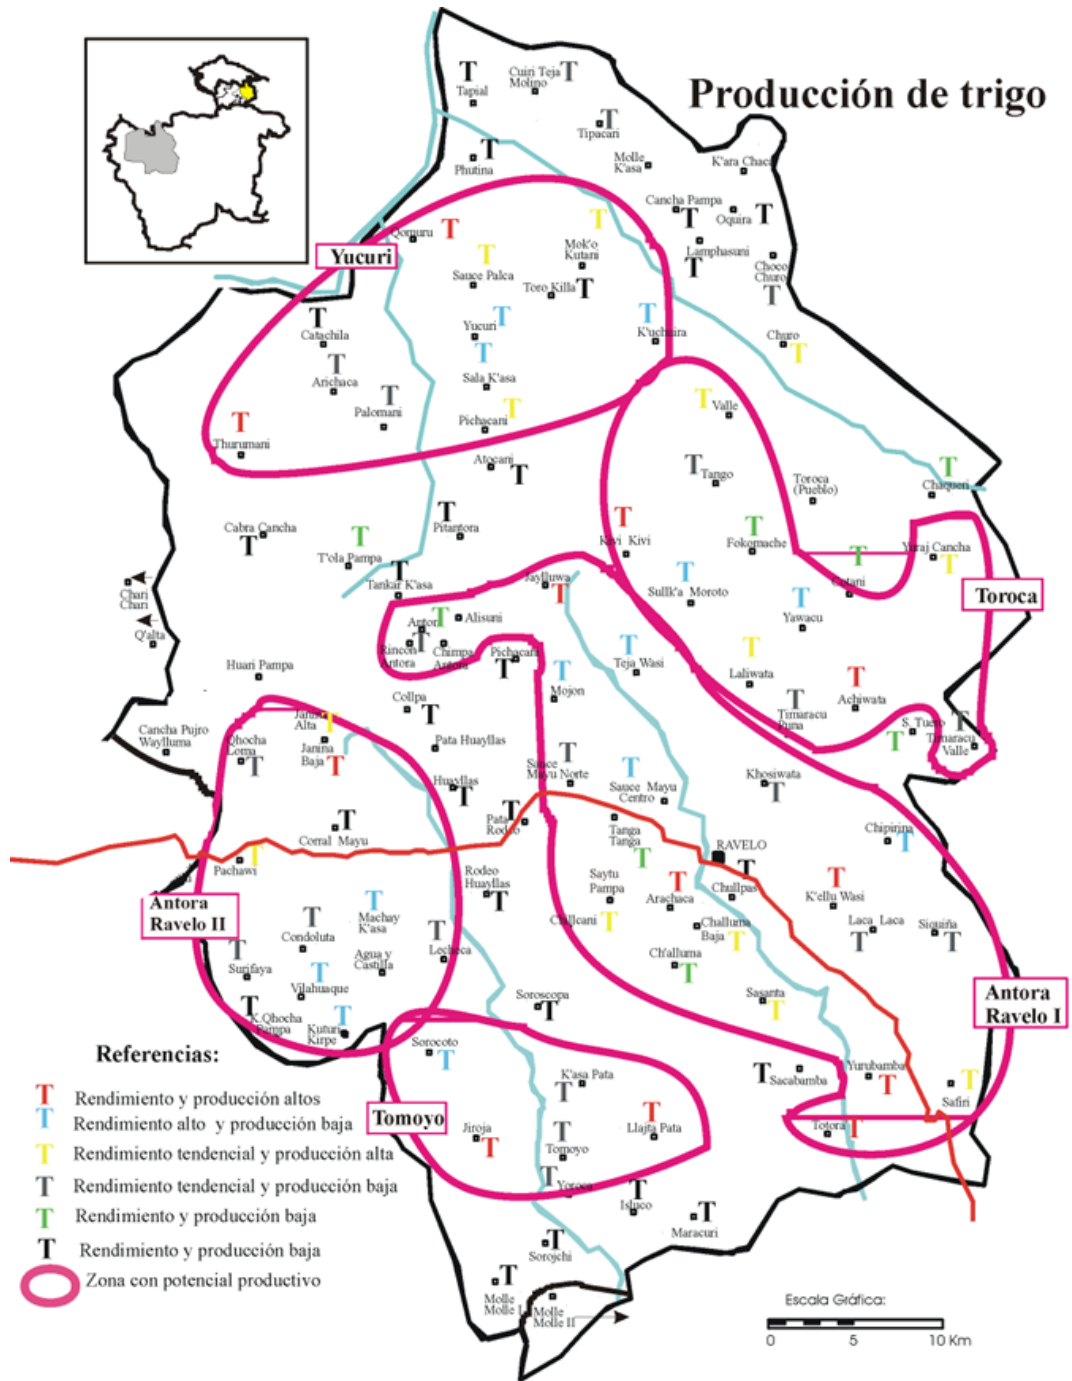 Producción de trigo
T
Tapial
Cuiri Teja T
Molino
T
Tipacari
T
Phutina
Molle
K'asa
K'ara Chaca
Cancha Pampa
T
Oquira T
Lamphasuni
T
Choco
Churo
T
Churo
T
Yucuri
Qomuru
T
T
Sauce Palca
T
Mok'o
Kutani
Toro Killa T
T
Catachila
Yucuri T
T
K'uchuira
T
Arichaca
T
Sala K'asa
T
Palomani
T
Pichacani
T
Thurumani
T
Valle
Atocani
T
T
Tango
Toroca
(Pueblo)
T
Chaqueri
T
Pitantora
T
Kivi Kivi
T
Fokomache
T
Cotani
Yuraj Cancha
T
Cabra Cancha
T
T
T'ola Pampa
T
Tankar K'asa
Chari
Chari
Q'alta
Jaylluwa
T
T
Sullk'a Moroto
T
Yawacu
Toroca
Antora
T
Alisuni
Rincon
Antora
T
Chimpa
Antora
Pichacani
T
T
Teja Wasi
T
Laliwata
T
Achiwata
T
Mojon
Huari Pampa
Collpa
T
T
Timaracu
Puna
S. Tuero
T
T
Timaracu
Valle
Cancha Pujro
Waylluma
Janina
Alta
T
Qhocha
Loma
T
Janina
Baja T
Pata Huayllas
T
Sauce
Mayu Norte
T
Sauce Mayu
Centro
Khosiwata
T
Huayllas
T
Pata T
Rodeo
T
Corral Mayu
Tanga
Tanga
T
RAVELO
T
Chipirina
T
Pachawi
T
Rodeo
Huayllas
T
Saytu
Pampa
T
Arachaca
Chullpas
T
K'ellu Wasi
Antora
Ravelo II
T
Machay
K'asa
T
Condoluta
T
Challcani
T
Challuma
Baja T
Laca Laca
T
Siquiña
T
T
Surifaya
Agua y
Castilla
T
Lecheca
Ch'alluma
T
T
Vilahuaque
Sasanta
T
Soroscopa
T
Antora
Ravelo I
T
K.Qhocha
Pampa
Kuturi T
Kirpe
Sorocoto
T
K'asa Pata
T
T
Sacabamba
Yurubamba
T
T
Safiri
Referencias:
T Rendimiento y producción altos
T Rendimiento alto y producción baja
T Rendimiento tendencial y producción alta
T Rendimiento tendencial y producción baja
T Rendimiento y producción baja
T Rendimiento y producción baja
Zona con potencial productivo
Tomoyo
Jiroja
T
T
Tomoyo
T
Llajta Pata
Totora T
T
Yoroca
T
Isluco
T
Maracuri
T
Sorojchi
T
Molle
Molle I
Molle
Molle II
Escala Gráfica:
0 5 10 Km